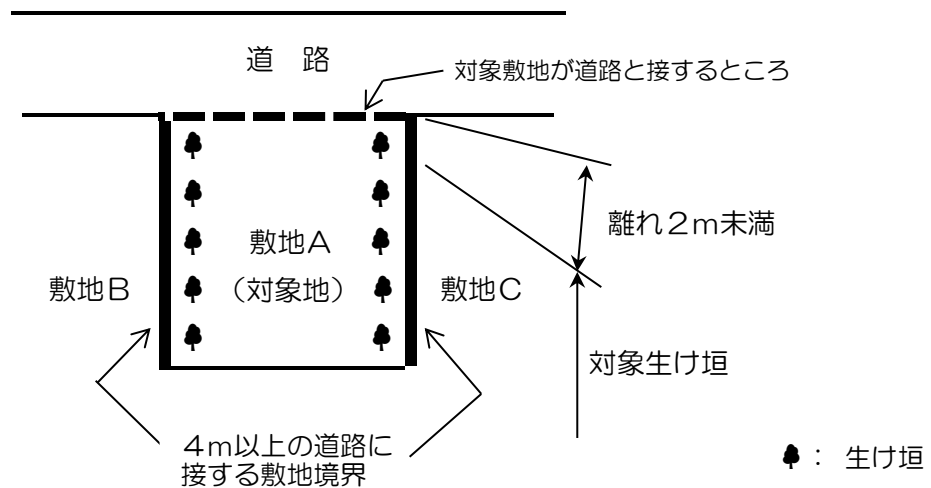 道　路
対象敷地が道路と接するところ
離れ２ｍ未満
敷地Ａ
（対象地）
敷地Ｂ
敷地Ｃ
対象生け垣
４ｍ以上の道路に
接する敷地境界
：　生け垣